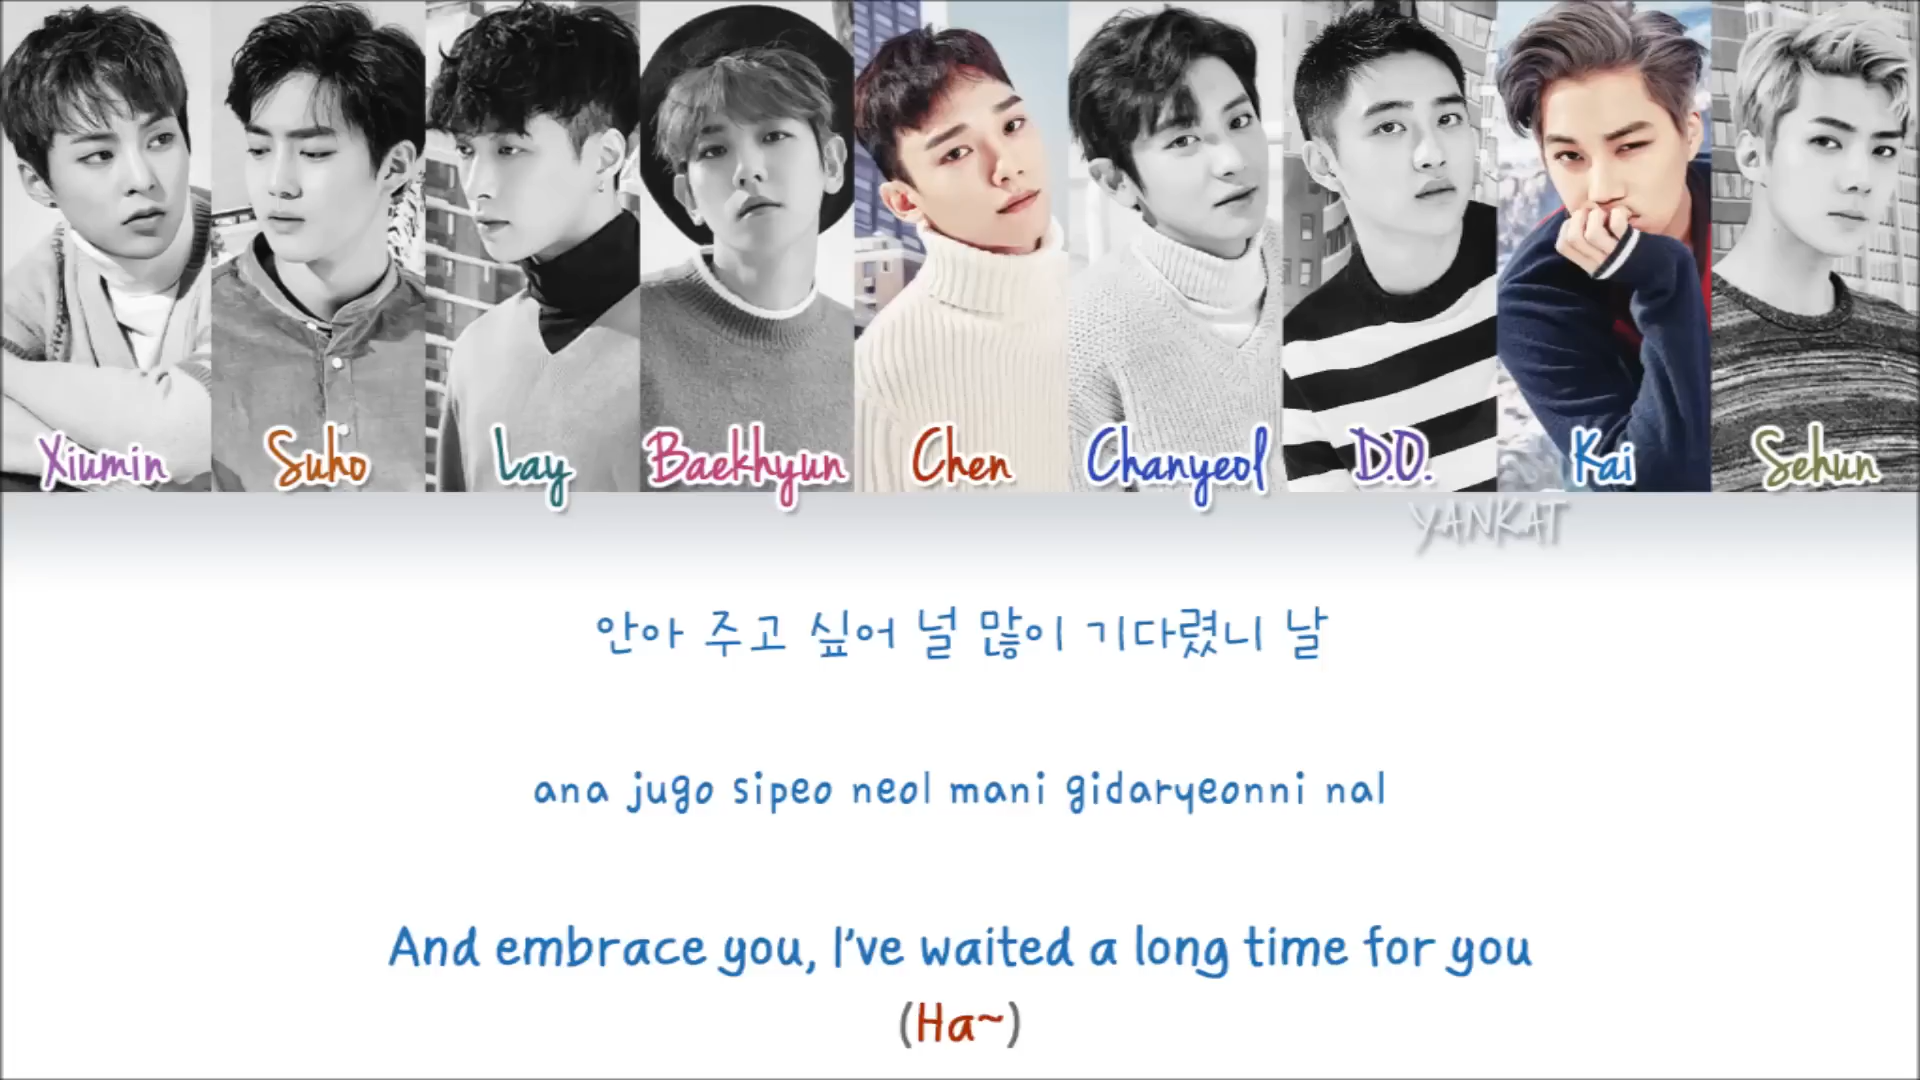 Xiumin Suho Lay Baekhyun Chen Chanyeol D.O. Kai Sehun
YANKAT
안아 주고 싶어 널 많이 기다렸니 날
ana jugo sipeo neol mani gidaryeonni nal
And embrace you, I've waited a long time for you
(Ha~)